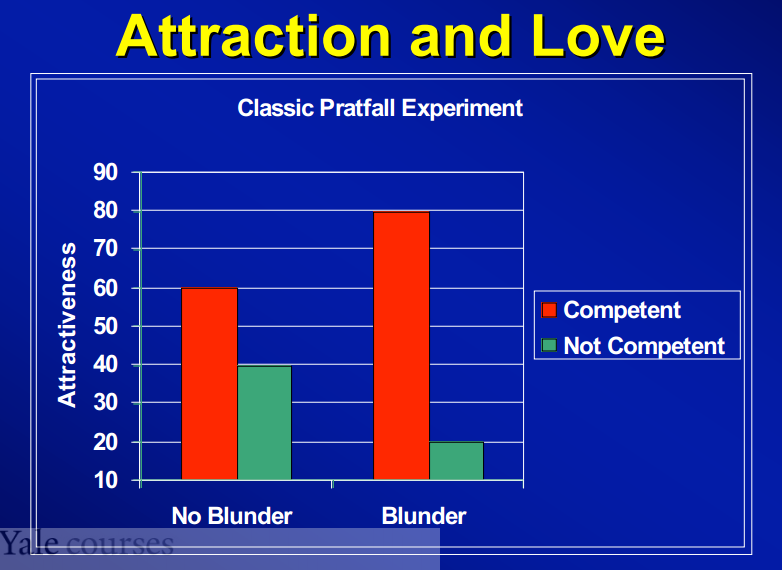 Attraction and Love
Classic Pratfall Experiment
Attractiveness
90
80
70
60
50
40
30
20
10
No Blunder Blunder
Competent
Not Competent
Yale courses